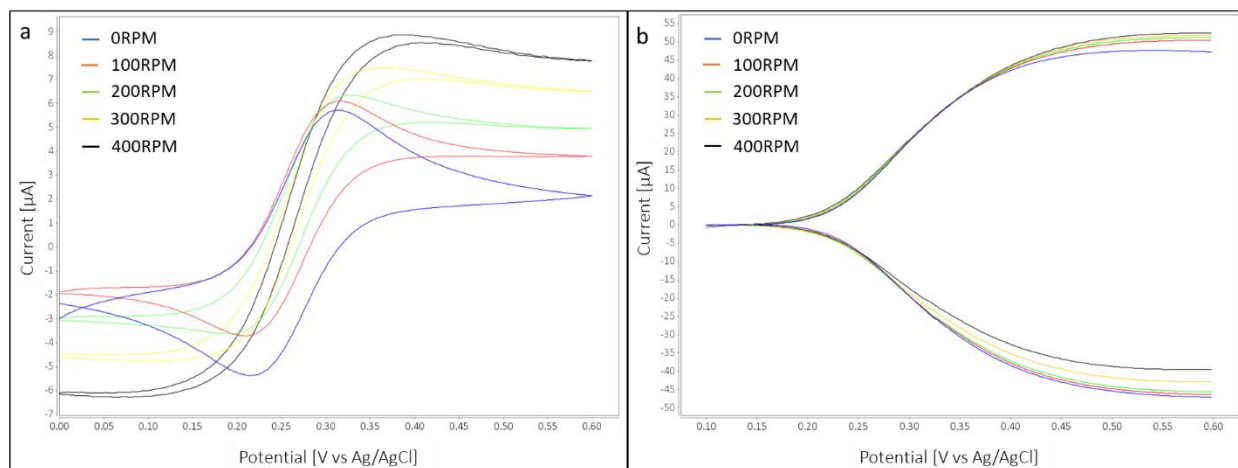 a
0RPM
100RPM
200RPM
300RPM
400RPM
Current [µA]
9
8
7
6
5
4
3
2
1
0
-1
-2
-3
-4
-5
-6
-7
0.00 0.05 0.10 0.15 0.20 0.25 0.30 0.35 0.40 0.45 0.50 0.55 0.60
Potential [V vs Ag/AgCl]
b
0RPM
100RPM
200RPM
300RPM
400RPM
Current [µA]
55
50
45
40
35
30
25
20
15
10
5
0
-5
-10
-15
-20
-25
-30
-35
-40
-45
-50
0.10 0.15 0.20 0.25 0.30 0.35 0.40 0.45 0.50 0.55 0.60
Potential [V vs Ag/AgCl]